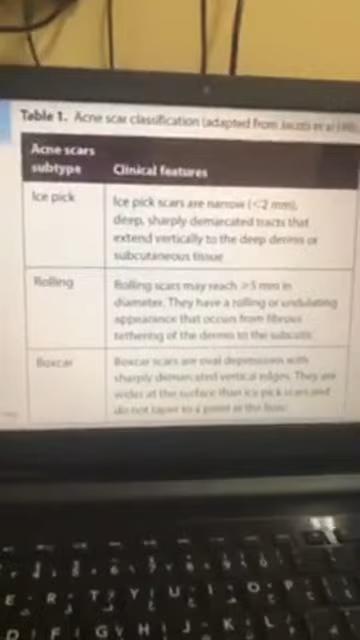 Table 1. Acne scar classification (adapted from Jacob et al
Acne scars
subtype
Clinical features
Ice pick
Ice pick scars are narrow (<2 mm),
deep, sharply demarcated tracts that
extend vertically to the deep dermis or
subcutaneous tissue
Rolling
Rolling scars may reach >5 mm in
diameter. They have a rolling or undulating
appearance that occurs from fibrous
tethering of the dermis to the subcutis
Boxcar
Boxcar scars are oval depressions with
sharply demarcated vertical edges. They are
wider at the surface than ice pick scars and
do not taper to a point at the base
E R T Y U I O P
D F G H J K L